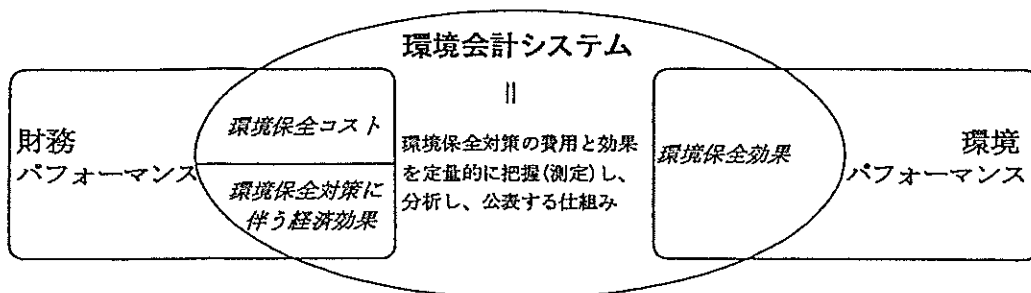 環境会計システム
||
財務
パフォーマンス
環境保全コスト
環境保全対策に
伴う経済効果
環境保全対策の費用と効果
を定量的に把握(測定)し、
分析し、公表する仕組み
環境保全効果
環境
パフォーマンス